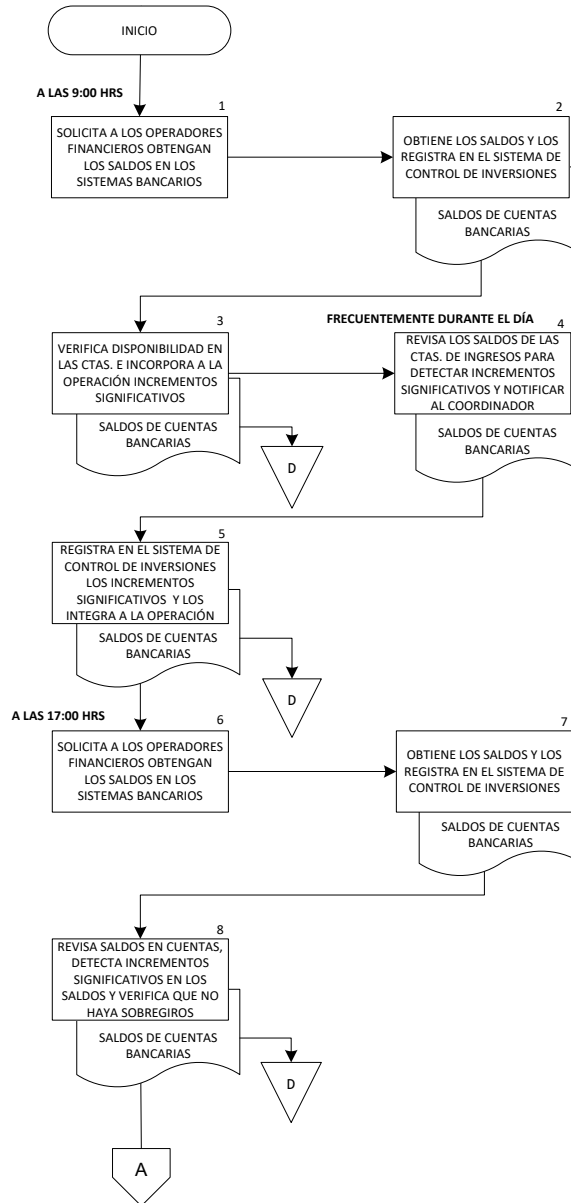 INICIO
A LAS 9:00 HRS
1
SOLICITA A LOS OPERADORES
FINANCIEROS OBTENGAN
LOS SALDOS EN LOS
SISTEMAS BANCARIOS
2
OBTIENE LOS SALDOS Y LOS
REGISTRA EN EL SISTEMA DE
CONTROL DE INVERSIONES
SALDOS DE CUENTAS
BANCARIAS
3
VERIFICA DISPONIBILIDAD EN
LAS CTAS. E INCORPORA A LA
OPERACIÓN INCREMENTOS
SIGNIFICATIVOS
SALDOS DE CUENTAS
BANCARIAS
D
FRECUENTEMENTE DURANTE EL DÍA
4
REVISA LOS SALDOS DE LAS
CTAS. DE INGRESOS PARA
DETECTAR INCREMENTOS
SIGNIFICATIVOS Y NOTIFICAR
AL COORDINADOR
SALDOS DE CUENTAS
BANCARIAS
5
REGISTRA EN EL SISTEMA DE
CONTROL DE INVERSIONES
LOS INCREMENTOS
SIGNIFICATIVOS Y LOS
INTEGRA A LA OPERACIÓN
SALDOS DE CUENTAS
BANCARIAS
D
A LAS 17:00 HRS
6
SOLICITA A LOS OPERADORES
FINANCIEROS OBTENGAN
LOS SALDOS EN LOS
SISTEMAS BANCARIOS
7
OBTIENE LOS SALDOS Y LOS
REGISTRA EN EL SISTEMA DE
CONTROL DE INVERSIONES
SALDOS DE CUENTAS
BANCARIAS
8
REVISA SALDOS EN CUENTAS,
DETECTA INCREMENTOS
SIGNIFICATIVOS EN LOS
SALDOS Y VERIFICA QUE NO
HAYA SOBREGIROS
SALDOS DE CUENTAS
BANCARIAS
D
A